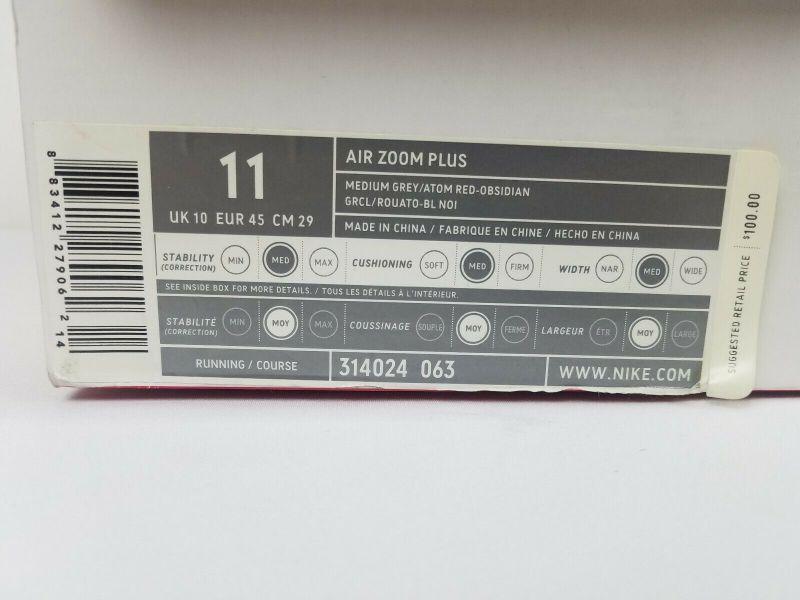 8 83412 27906 2 14
11
UK 10 EUR 45 CM 29
AIR ZOOM PLUS
MEDIUM GREY/ATOM RED-OBSIDIAN
GRCL/ROUATO-BL NOI
MADE IN CHINA / FABRIQUE EN CHINE / HECHO EN CHINA
STABILITY (CORRECTION) MIN MED MAX CUSHIONING SOFT MED FIRM WIDTH NAR MED WIDE
SEE INSIDE BOX FOR MORE DETAILS. / TOUS LES DÉTAILS À L'INTÉRIEUR.
STABILITÉ (CORRECTION) MIN MOY MAX COUSSINAGE SOUPLE MOY FERME LARGEUR ÉTR. MOY LARGE
RUNNING / COURSE
314024 063
WWW.NIKE.COM
SUGGESTED RETAIL PRICE $100.00